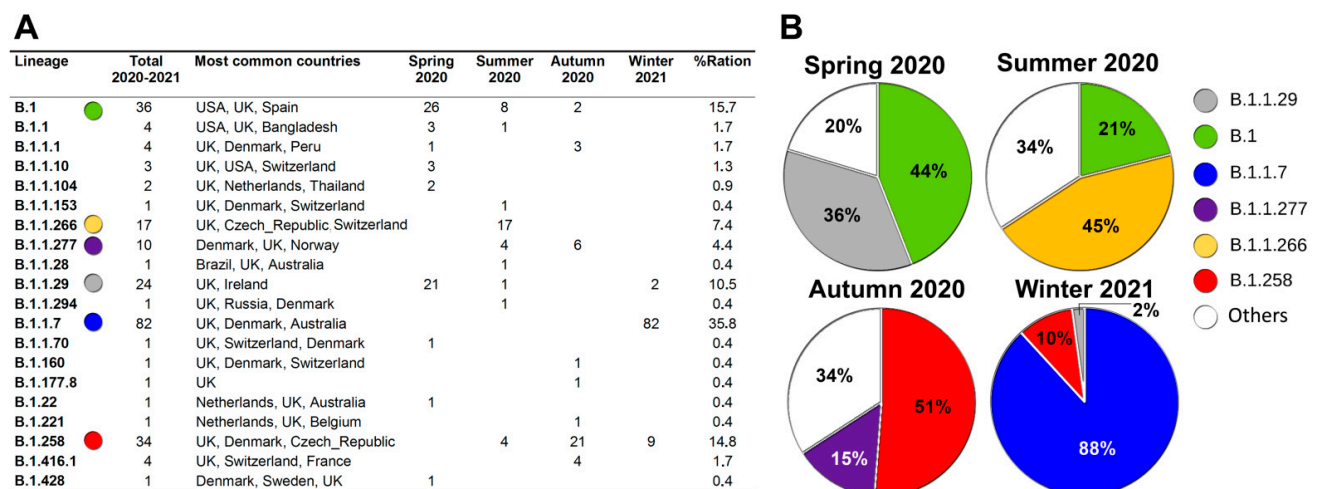 A
Lineage Total 2020-2021 Most common countries Spring 2020 Summer 2020 Autumn 2020 Winter 2021 %Ration
B.1 36 USA, UK, Spain 26 8 2 15.7
B.1.1 4 USA, UK, Bangladesh 3 1 1.7
B.1.1.1 4 UK, Denmark, Peru 1 3 1.7
B.1.1.10 3 UK, USA, Switzerland 3 1.3
B.1.1.104 2 UK, Netherlands, Thailand 2 0.9
B.1.1.153 1 UK, Denmark, Switzerland 1 0.4
B.1.1.266 17 UK, Czech_Republic Switzerland 17 7.4
B.1.1.277 10 Denmark, UK, Norway 4 6 4.4
B.1.1.28 1 Brazil, UK, Australia 1 0.4
B.1.1.29 24 UK, Ireland 21 1 2 10.5
B.1.1.294 1 UK, Russia, Denmark 1 0.4
B.1.1.7 82 UK, Denmark, Australia 82 35.8
B.1.1.70 1 UK, Switzerland, Denmark 1 0.4
B.1.160 1 UK, Denmark, Switzerland 1 0.4
B.1.177.8 1 UK 1 0.4
B.1.22 1 Netherlands, UK, Australia 1 0.4
B.1.221 1 Netherlands, UK, Belgium 1 0.4
B.1.258 34 UK, Denmark, Czech_Republic 4 21 9 14.8
B.1.416.1 4 UK, Switzerland, France 4 1.7
B.1.428 1 Denmark, Sweden, UK 1 0.4
B
Spring 2020
20%
44%
36%
Summer 2020
21%
34%
45%
Autumn 2020
34%
51%
15%
Winter 2021
2%
10%
88%
B.1.1.29
B.1
B.1.1.7
B.1.1.277
B.1.1.266
B.1.258
Others